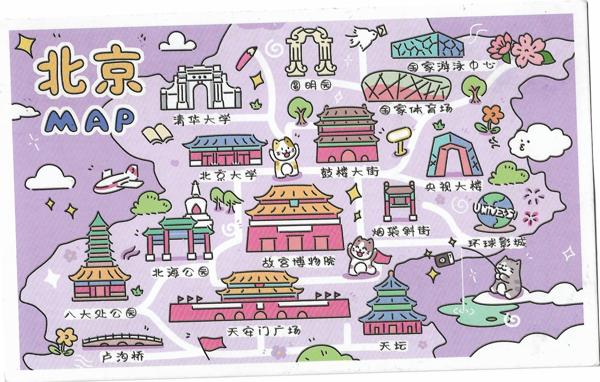 北京
MAP
清华大学
圆明园
国家游泳中心
国家体育场
北京大学
鼓楼大街
央视大楼
烟袋斜街
UNIVERSAL
环球影城
北海公园
故宫博物院
八大处公园
天安门广场
天坛
卢沟桥